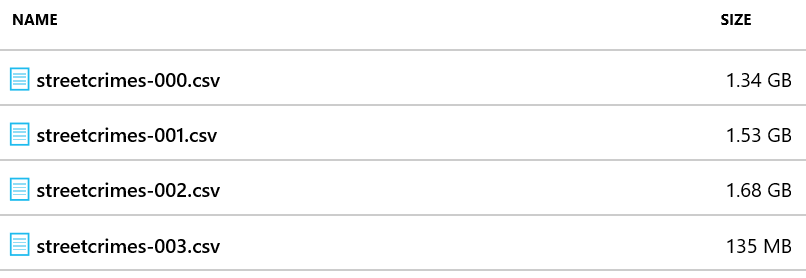 NAME SIZE
streetcrimes-000.csv 1.34 GB
streetcrimes-001.csv 1.53 GB
streetcrimes-002.csv 1.68 GB
streetcrimes-003.csv 135 MB